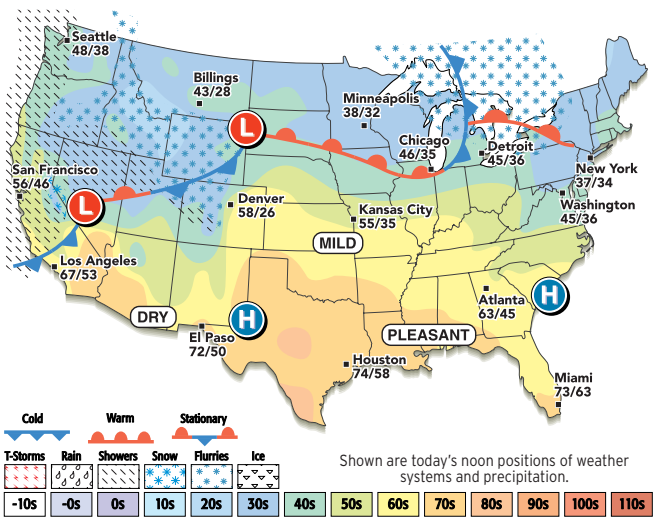 Seattle
48/38
Billings
43/28
Minneapolis
38/32
L
Chicago
46/35
Detroit
45/36
San Francisco
56/46
New York
37/34
L
Denver
58/26
Kansas City
55/35
Washington
45/36
MILD
Los Angeles
67/53
H
Atlanta
63/45
DRY
H
PLEASANT
El Paso
72/50
Houston
74/58
Miami
73/63
Cold
Warm
Stationary
T-Storms
Rain
Showers
Snow
Flurries
Ice
Shown are today's noon positions of weather
systems and precipitation.
-10s
-0s
0s
10s
20s
30s
40s
50s
60s
70s
80s
90s
100s
110s